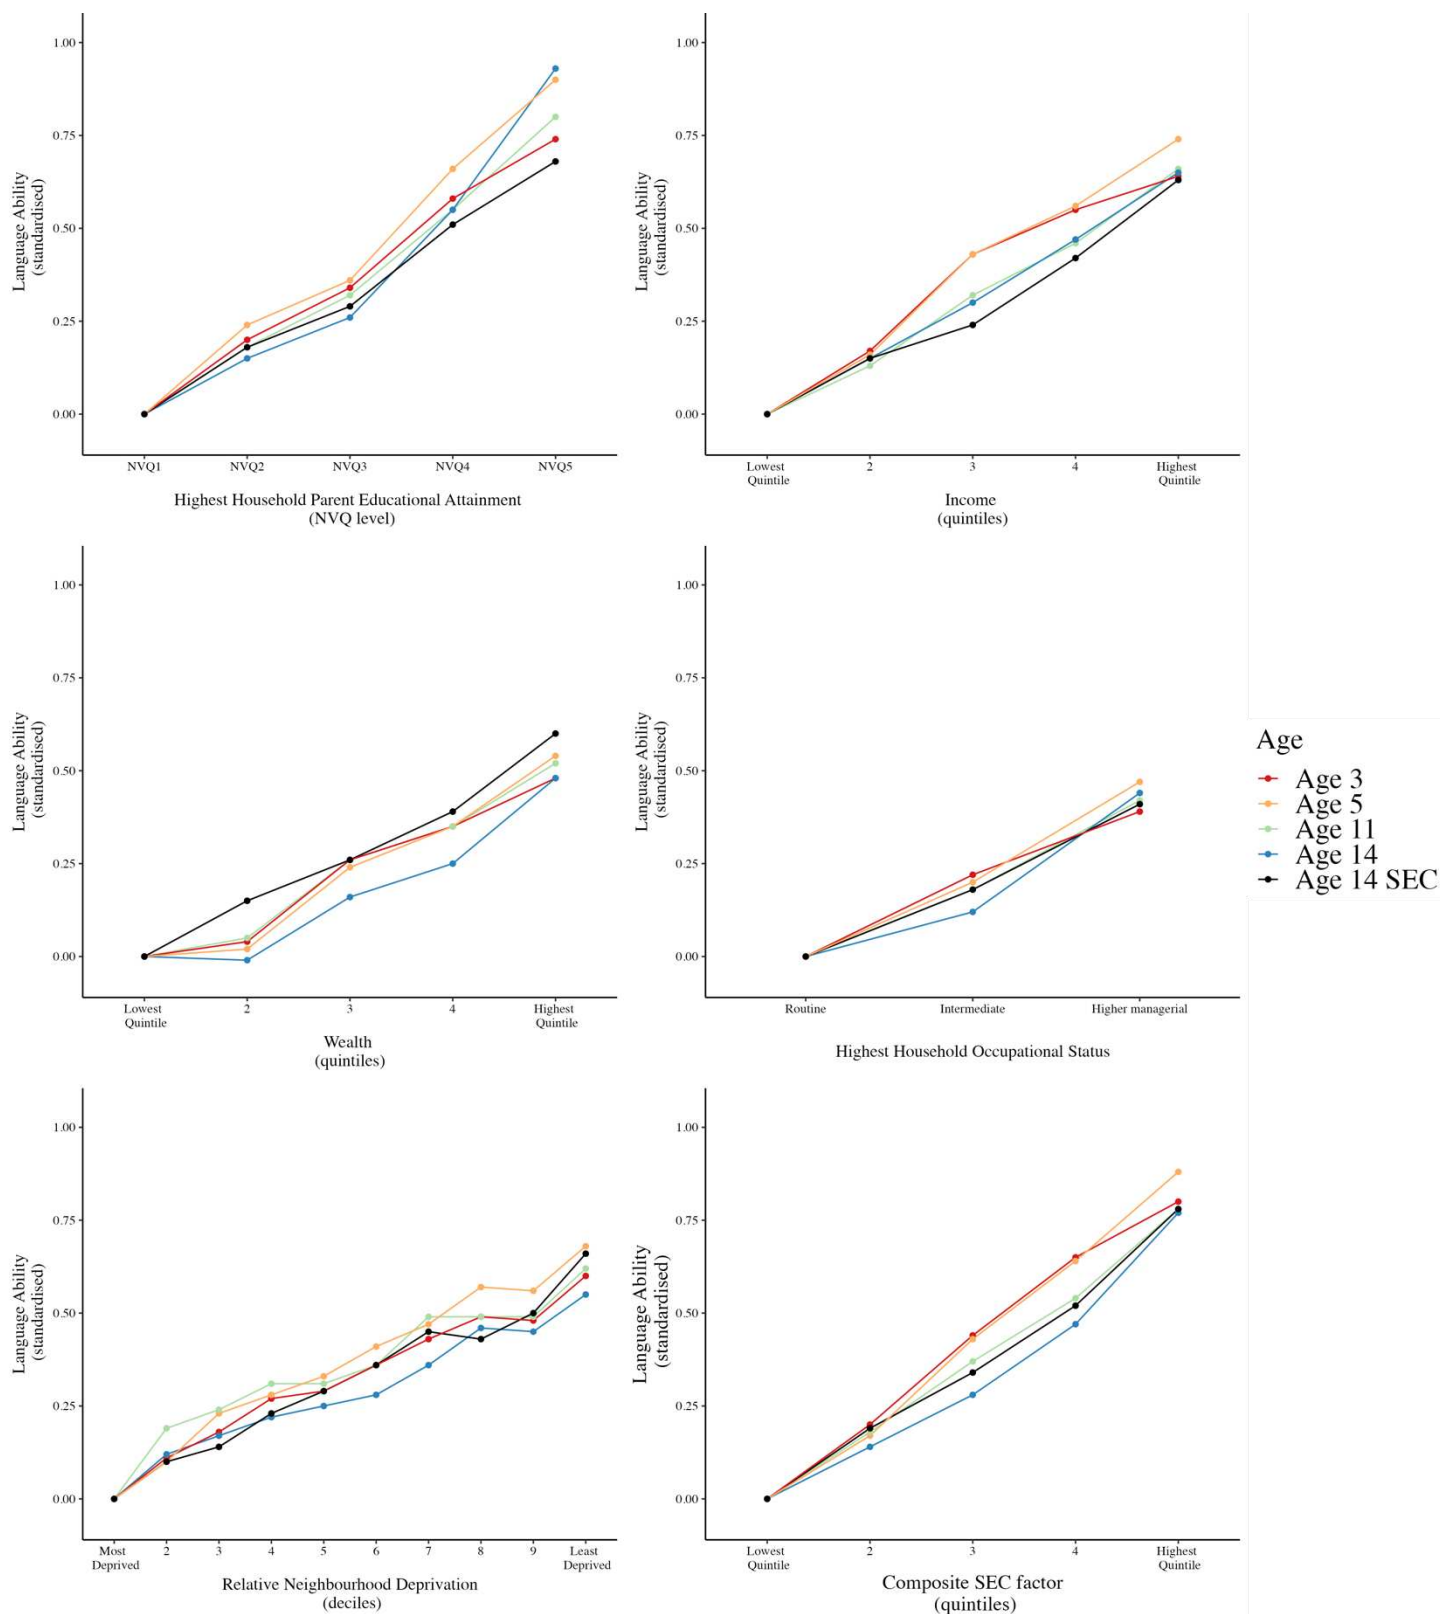 1.00
0.75
0.50
0.25
0.00
Language Ability
(standardised)
NVQ1 NVQ2 NVQ3 NVQ4 NVQ5
Highest Household Parent Educational Attainment
(NVQ level)
1.00
0.75
0.50
0.25
0.00
Language Ability
(standardised)
Lowest 2 3 4 Highest
Quintile Quintile
Income
(quintiles)
1.00
0.75
0.50
0.25
0.00
Language Ability
(standardised)
Lowest 2 3 4 Highest
Quintile Quintile
Wealth
(quintiles)
1.00
0.75
0.50
0.25
0.00
Language Ability
(standardised)
Routine Intermediate Higher managerial
Highest Household Occupational Status
Age
Age 3
Age 5
Age 11
Age 14
Age 14 SEC
1.00
0.75
0.50
0.25
0.00
Language Ability
(standardised)
Most 2 3 4 5 6 7 8 9 Least
Deprived Deprived
Relative Neighbourhood Deprivation
(deciles)
1.00
0.75
0.50
0.25
0.00
Language Ability
(standardised)
Lowest 2 3 4 Highest
Quintile Quintile
Composite SEC factor
(quintiles)